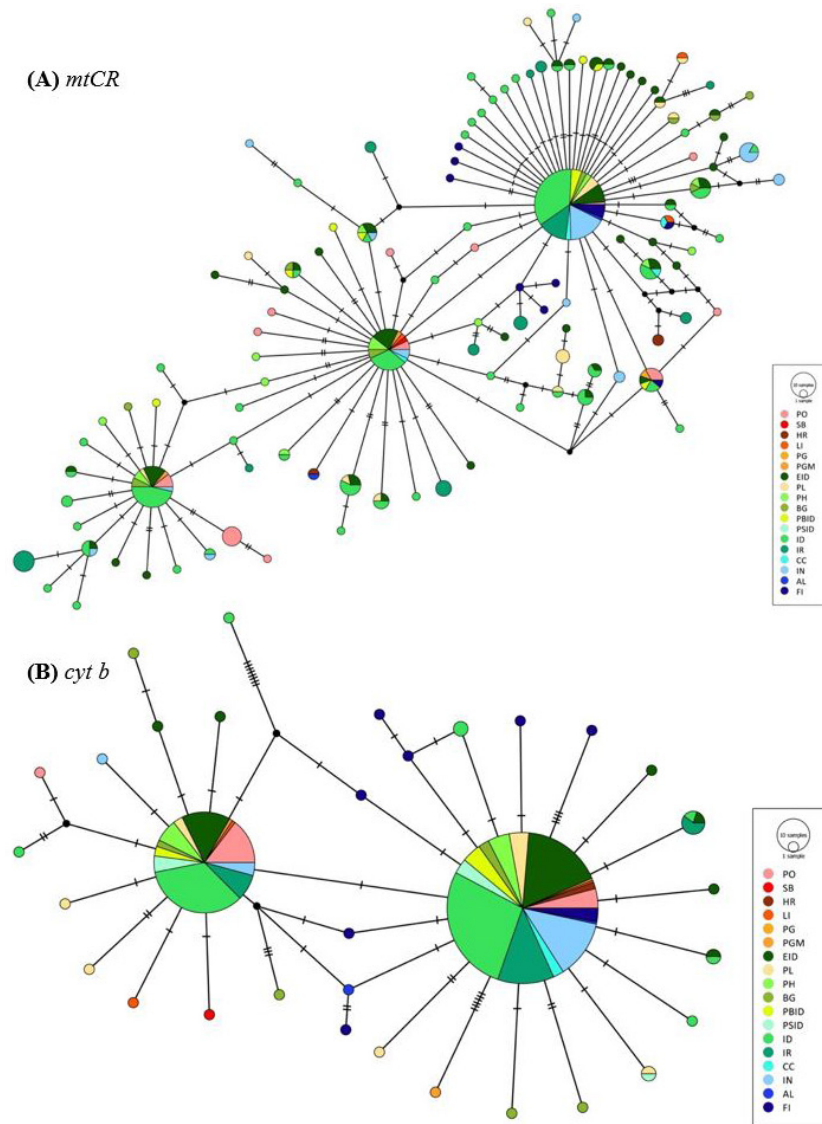 (A) mtCR
10 samples
1 sample
PO
SB
HR
LI
PG
PGM
EID
PL
PH
BG
PBID
PSID
ID
IR
CC
IN
AL
FI
(B) cyt b
10 samples
1 sample
PO
SB
HR
LI
PG
PGM
EID
PL
PH
BG
PBID
PSID
ID
IR
CC
IN
AL
FI